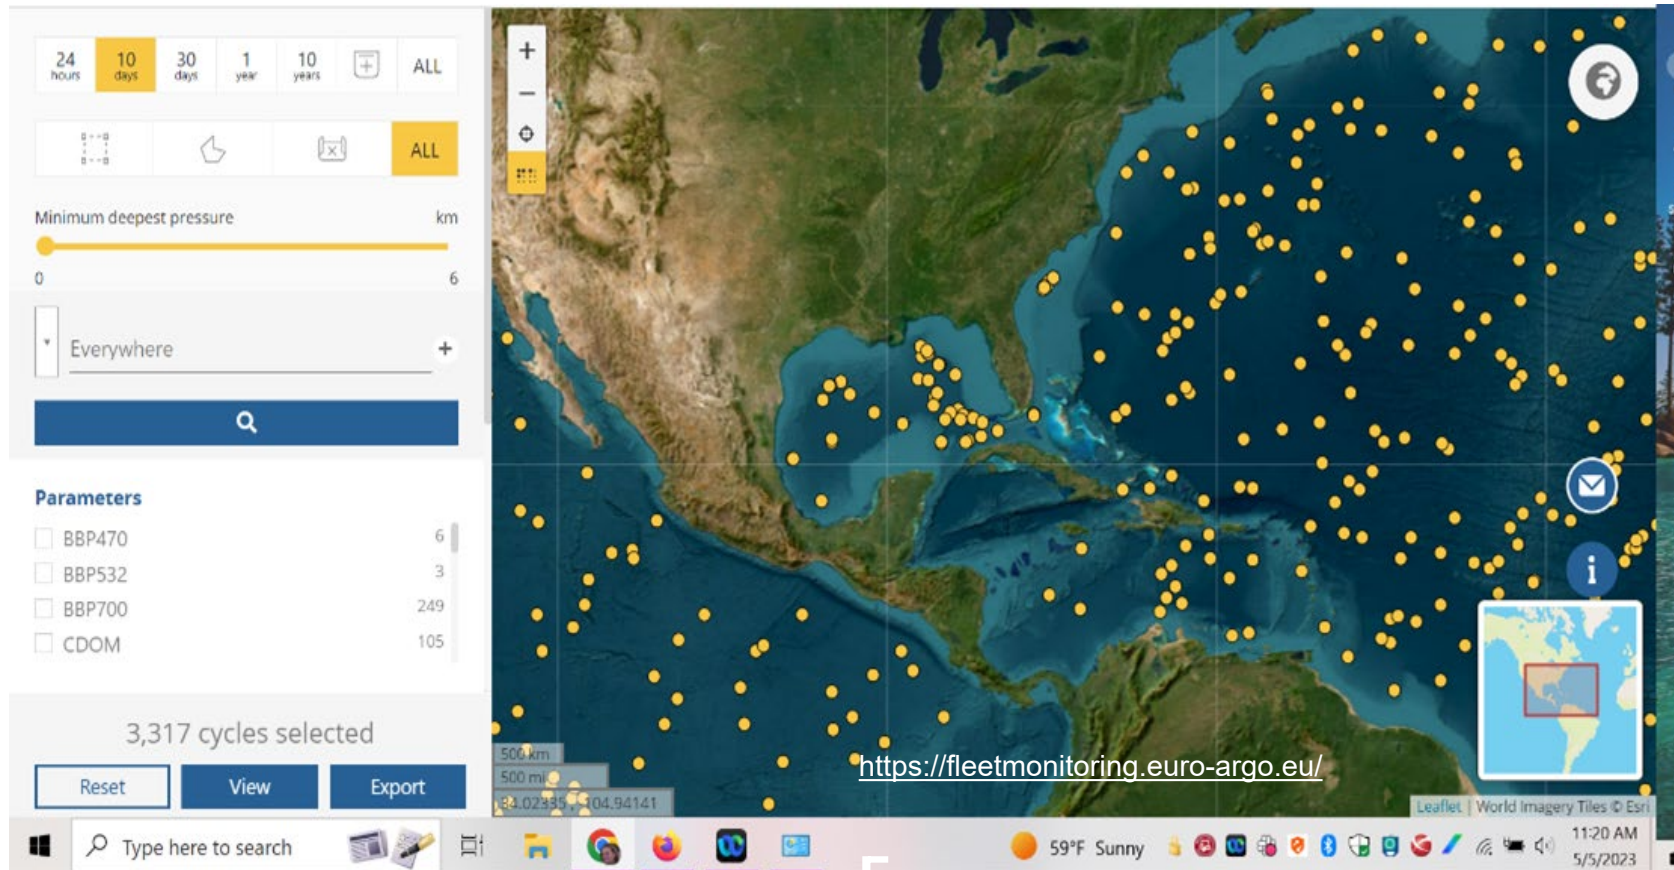 24 hours
10 days
30 days
1 year
10 years
ALL
ALL
Minimum deepest pressure km
0 6
Everywhere
Parameters
BBP470 6
BBP532 3
BBP700 249
CDOM 105
3,317 cycles selected
Reset View Export
500 km
500 mi
https://fleetmonitoring.euro-argo.eu/
Leaflet | World Imagery Tiles © Esri
Type here to search
59°F Sunny
11:20 AM
5/5/2023